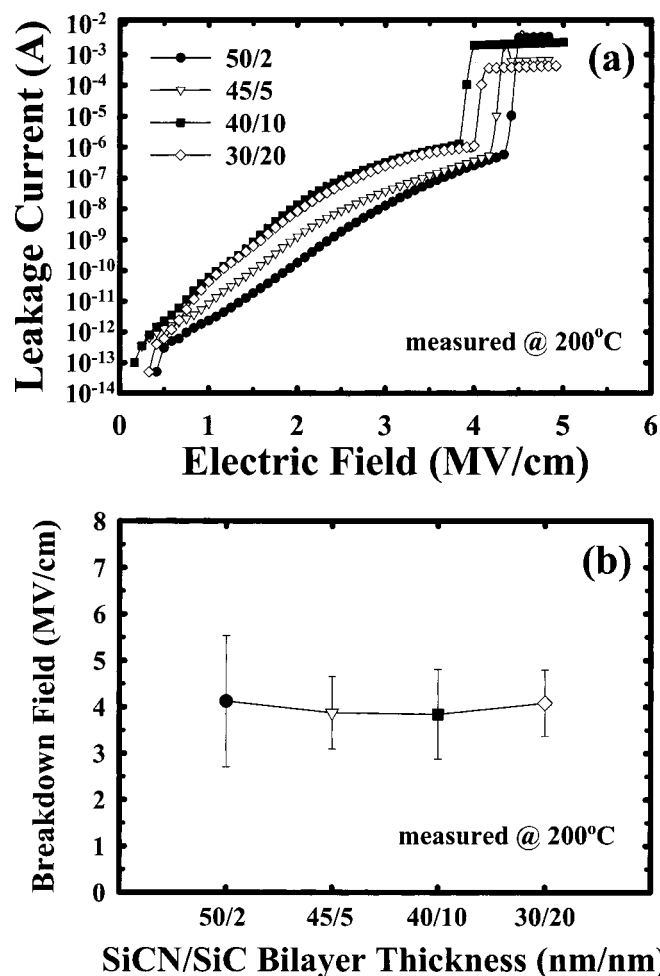 (a)
Leakage Current (A)
10⁻²
10⁻³
10⁻⁴
10⁻⁵
10⁻⁶
10⁻⁷
10⁻⁸
10⁻⁹
10⁻¹⁰
10⁻¹¹
10⁻¹²
10⁻¹³
10⁻¹⁴
50/2
45/5
40/10
30/20
measured @ 200°C
0 1 2 3 4 5 6
Electric Field (MV/cm)
(b)
Breakdown Field (MV/cm)
8
7
6
5
4
3
2
1
0
measured @ 200°C
50/2 45/5 40/10 30/20
SiCN/SiC Bilayer Thickness (nm/nm)